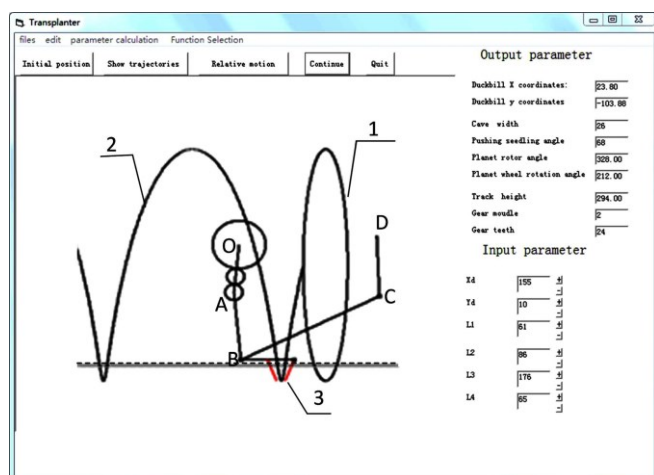 Transplanter
files edit parameter calculation Function Selection
Initial position Show trajectories Relative motion Continue Quit
Output parameter
Duckbill X coordinates: 23.80
Duckbill y coordinates -103.88
Cave width 26
Pushing seedling angle 68
Planet rotor angle 328.00
Planet wheel rotation angle 212.00
Track height 294.00
Gear moudle 2
Gear teeth 24
Input parameter
Xd 155
Yd 10
L1 61
L2 86
L3 176
L4 65
1
2
D
O
A
C
B
3